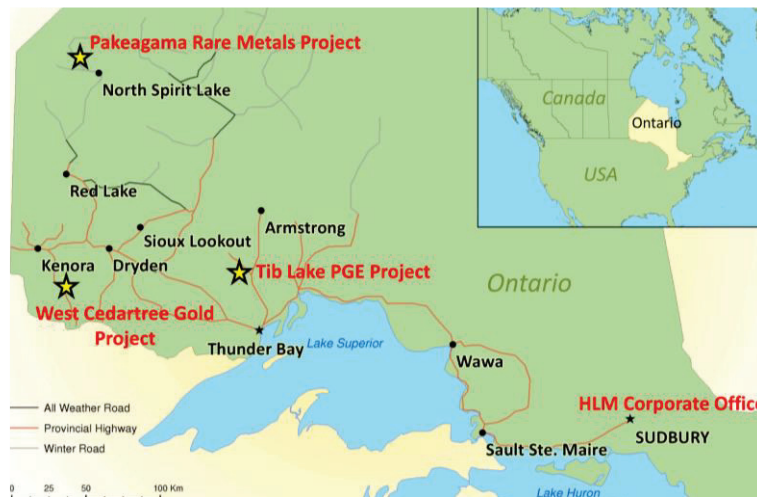 Pakeagama Rare Metals Project
North Spirit Lake
Canada
Ontario
USA
Red Lake
Armstrong
Sioux Lookout
Kenora
Dryden
Tib Lake PGE Project
Ontario
West Cedartree Gold
Project
Thunder Bay
Lake Superior
Wawa
HLM Corporate Office
SUDBURY
Sault Ste. Maire
Lake Huron
All Weather Road
Provincial Highway
Winter Road
0 25 50 100 Km